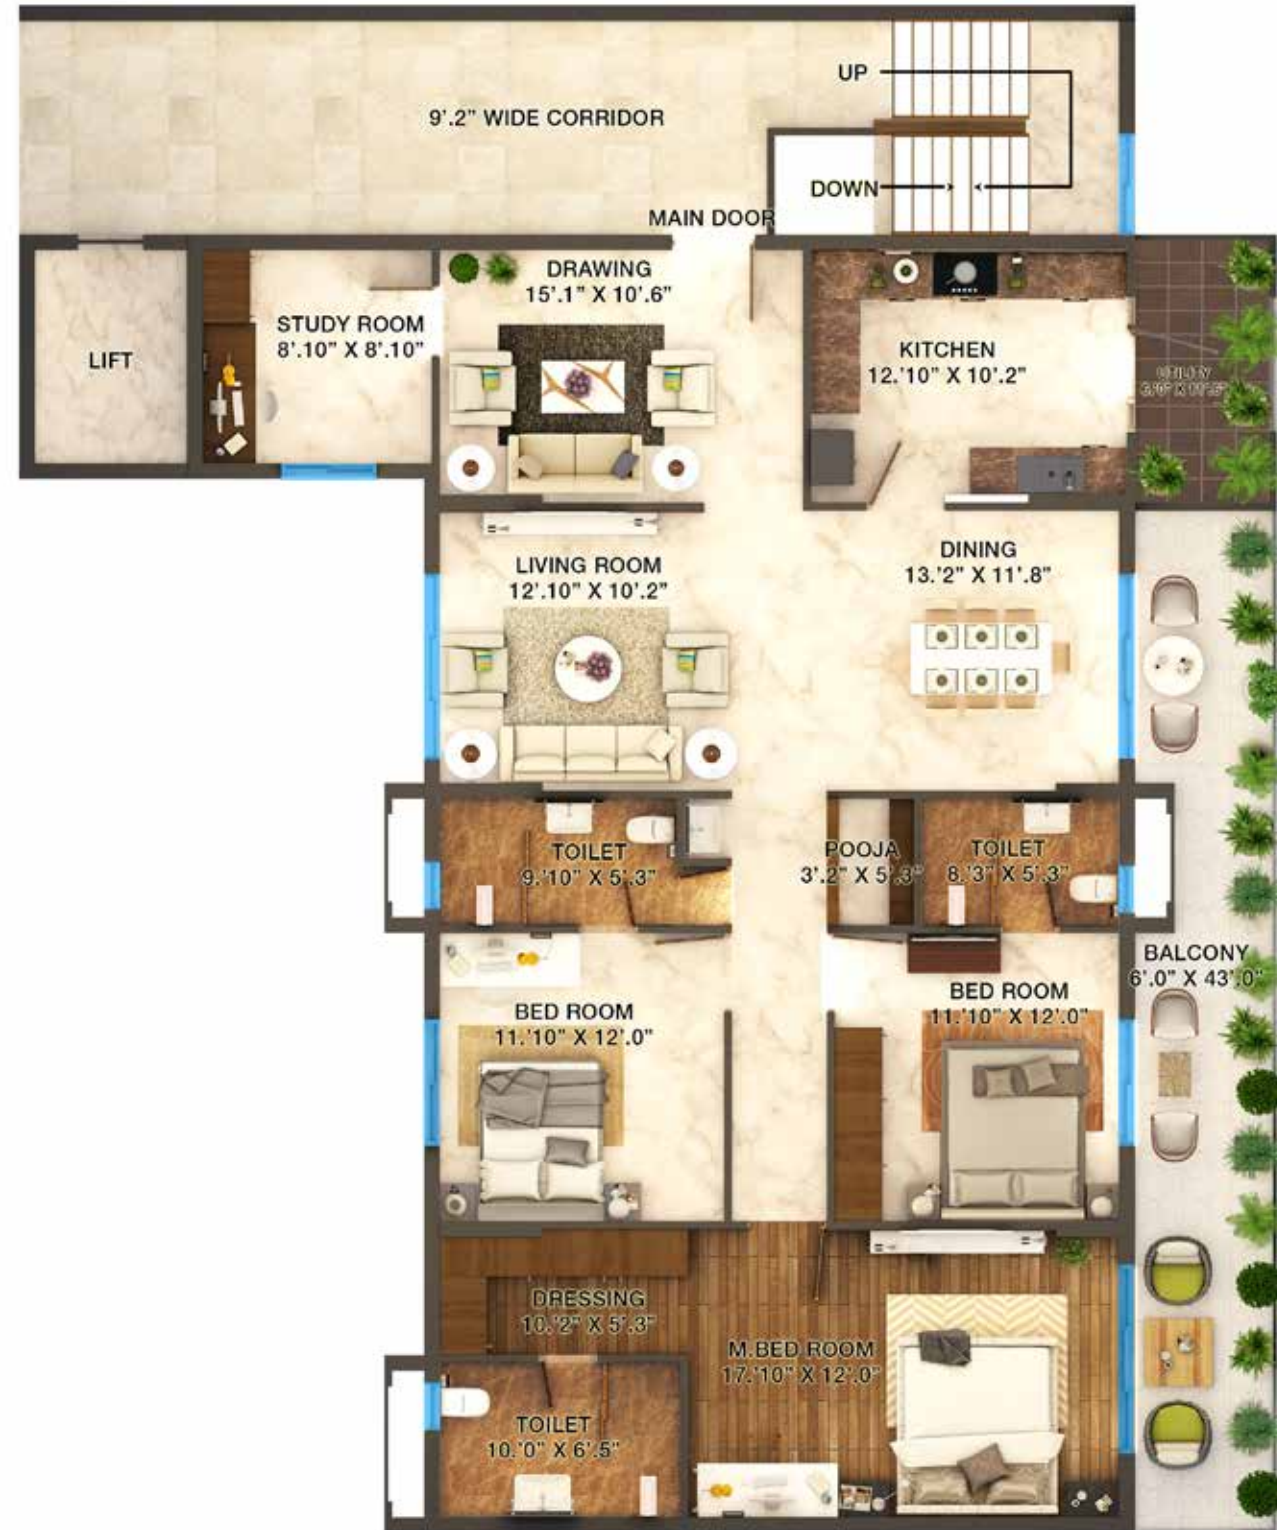 UP
9'.2" WIDE CORRIDOR
DOWN
MAIN DOOR
DRAWING
15'.1" X 10'.6"
STUDY ROOM
8'.10" X 8'.10"
LIFT
KITCHEN
12.'10" X 10'.2"
UTILITY
LIVING ROOM
12'.10" X 10'.2"
DINING
13.'2" X 11'.8"
TOILET
9.'10" X 5'.3"
POOJA
3'.2" X 5'.3"
TOILET
8.'3" X 5'.3"
BALCONY
6'.0" X 43'.0"
BED ROOM
11.'10" X 12'.0"
BED ROOM
11.'10" X 12'.0"
DRESSING
10.'2" X 5'.3"
M.BED ROOM
17.'10" X 12'.0"
TOILET
10.'0" X 6'.5"